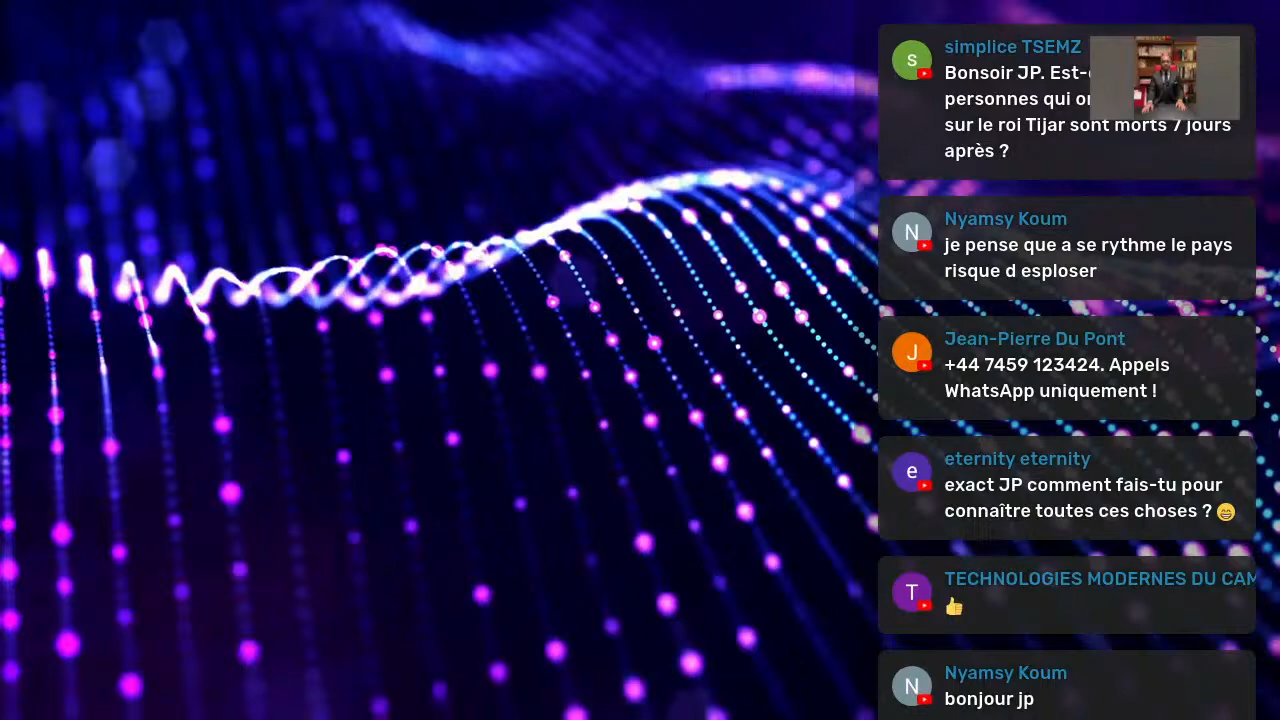 s
simplice TSEMZ
Bonsoir JP.
personnes qui
sur le roi Tijar sont morts 7 jours
après ?
N
Nyamsy Koum
je pense que a se rythme le pays
risque d esploser
J
Jean-Pierre Du Pont
+44 7459 123424. Appels
WhatsApp uniquement !
e
eternity eternity
exact JP comment fais-tu pour
connaître toutes ces choses ? 😄
T
TECHNOLOGIES MODERNES DU
👍
N
Nyamsy Koum
bonjour jp